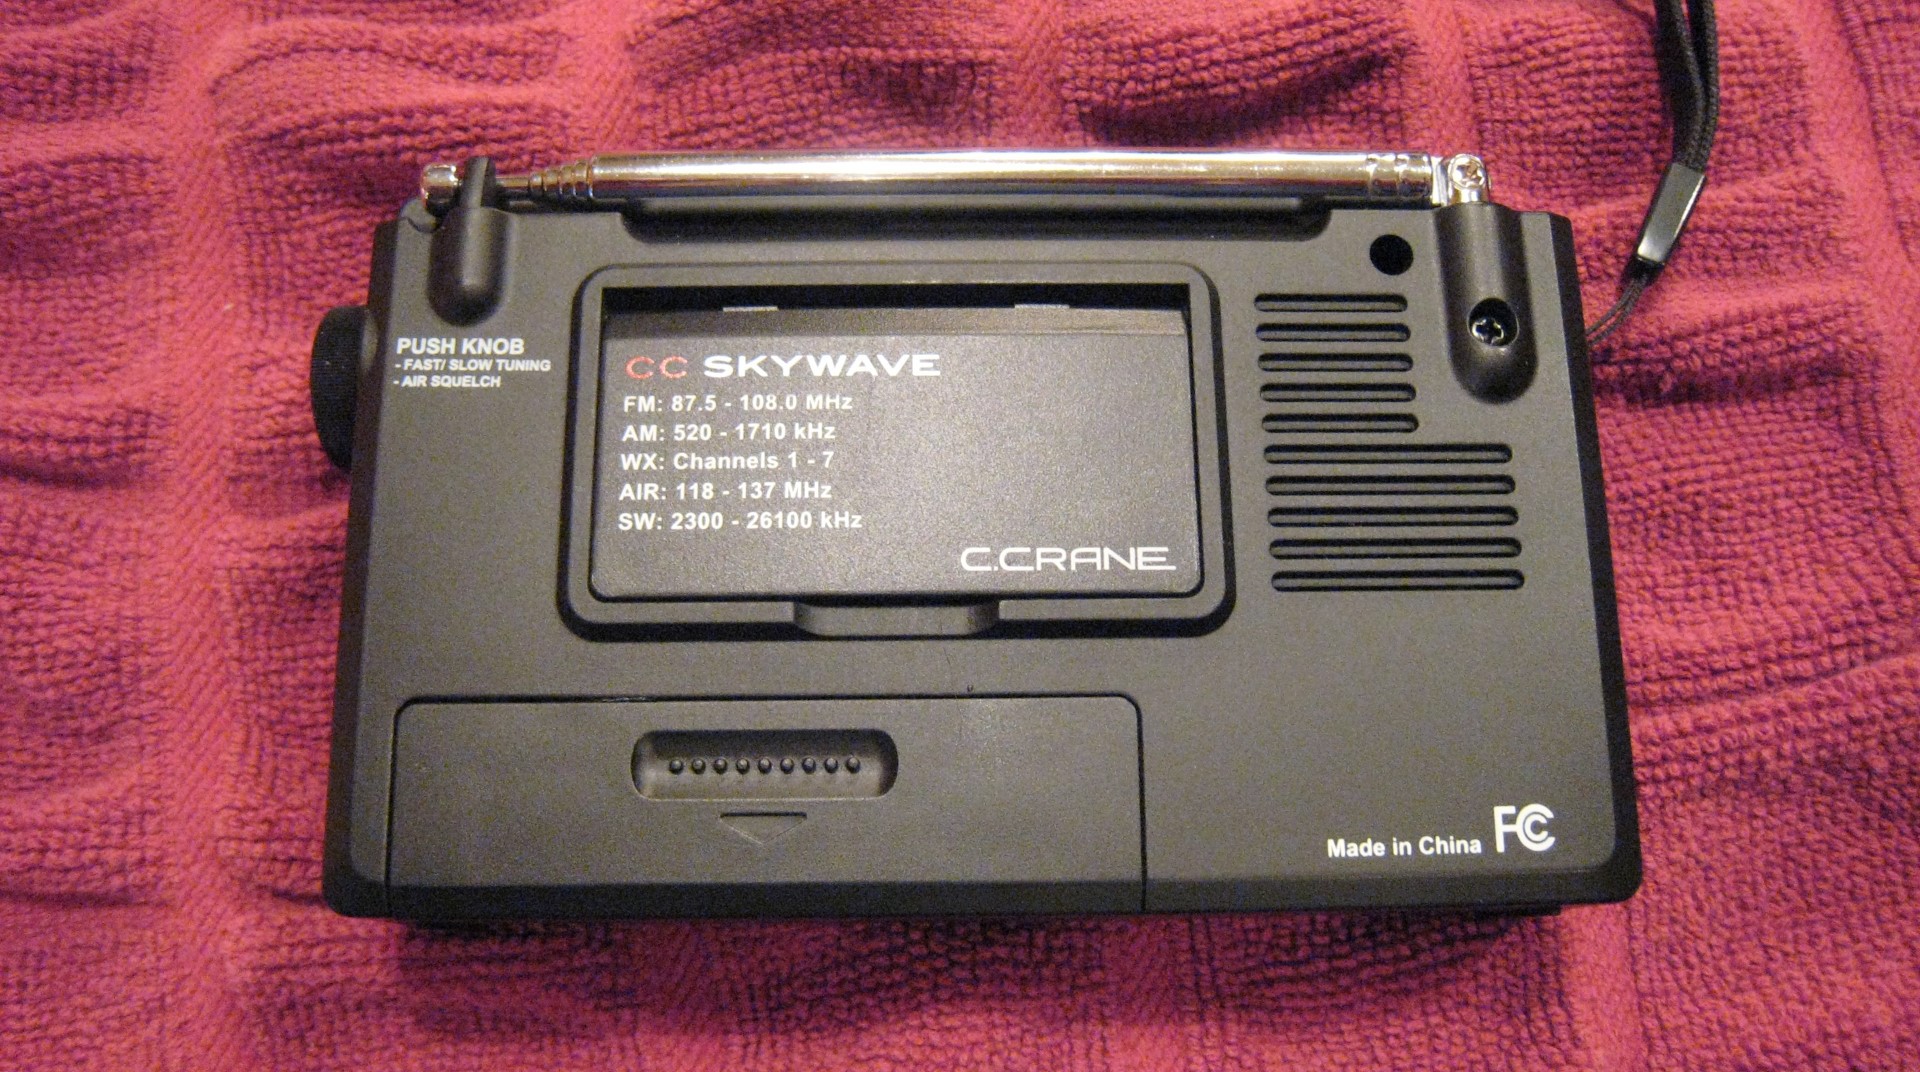 PUSH KNOB
- FAST/ SLOW TUNING
- AIR SQUELCH
CC SKYWAVE
FM: 87.5 - 108.0 MHz
AM: 520 - 1710 kHz
WX: Channels 1 - 7
AIR: 118 - 137 MHz
SW: 2300 - 26100 kHz
C.CRANE
Made in China FC